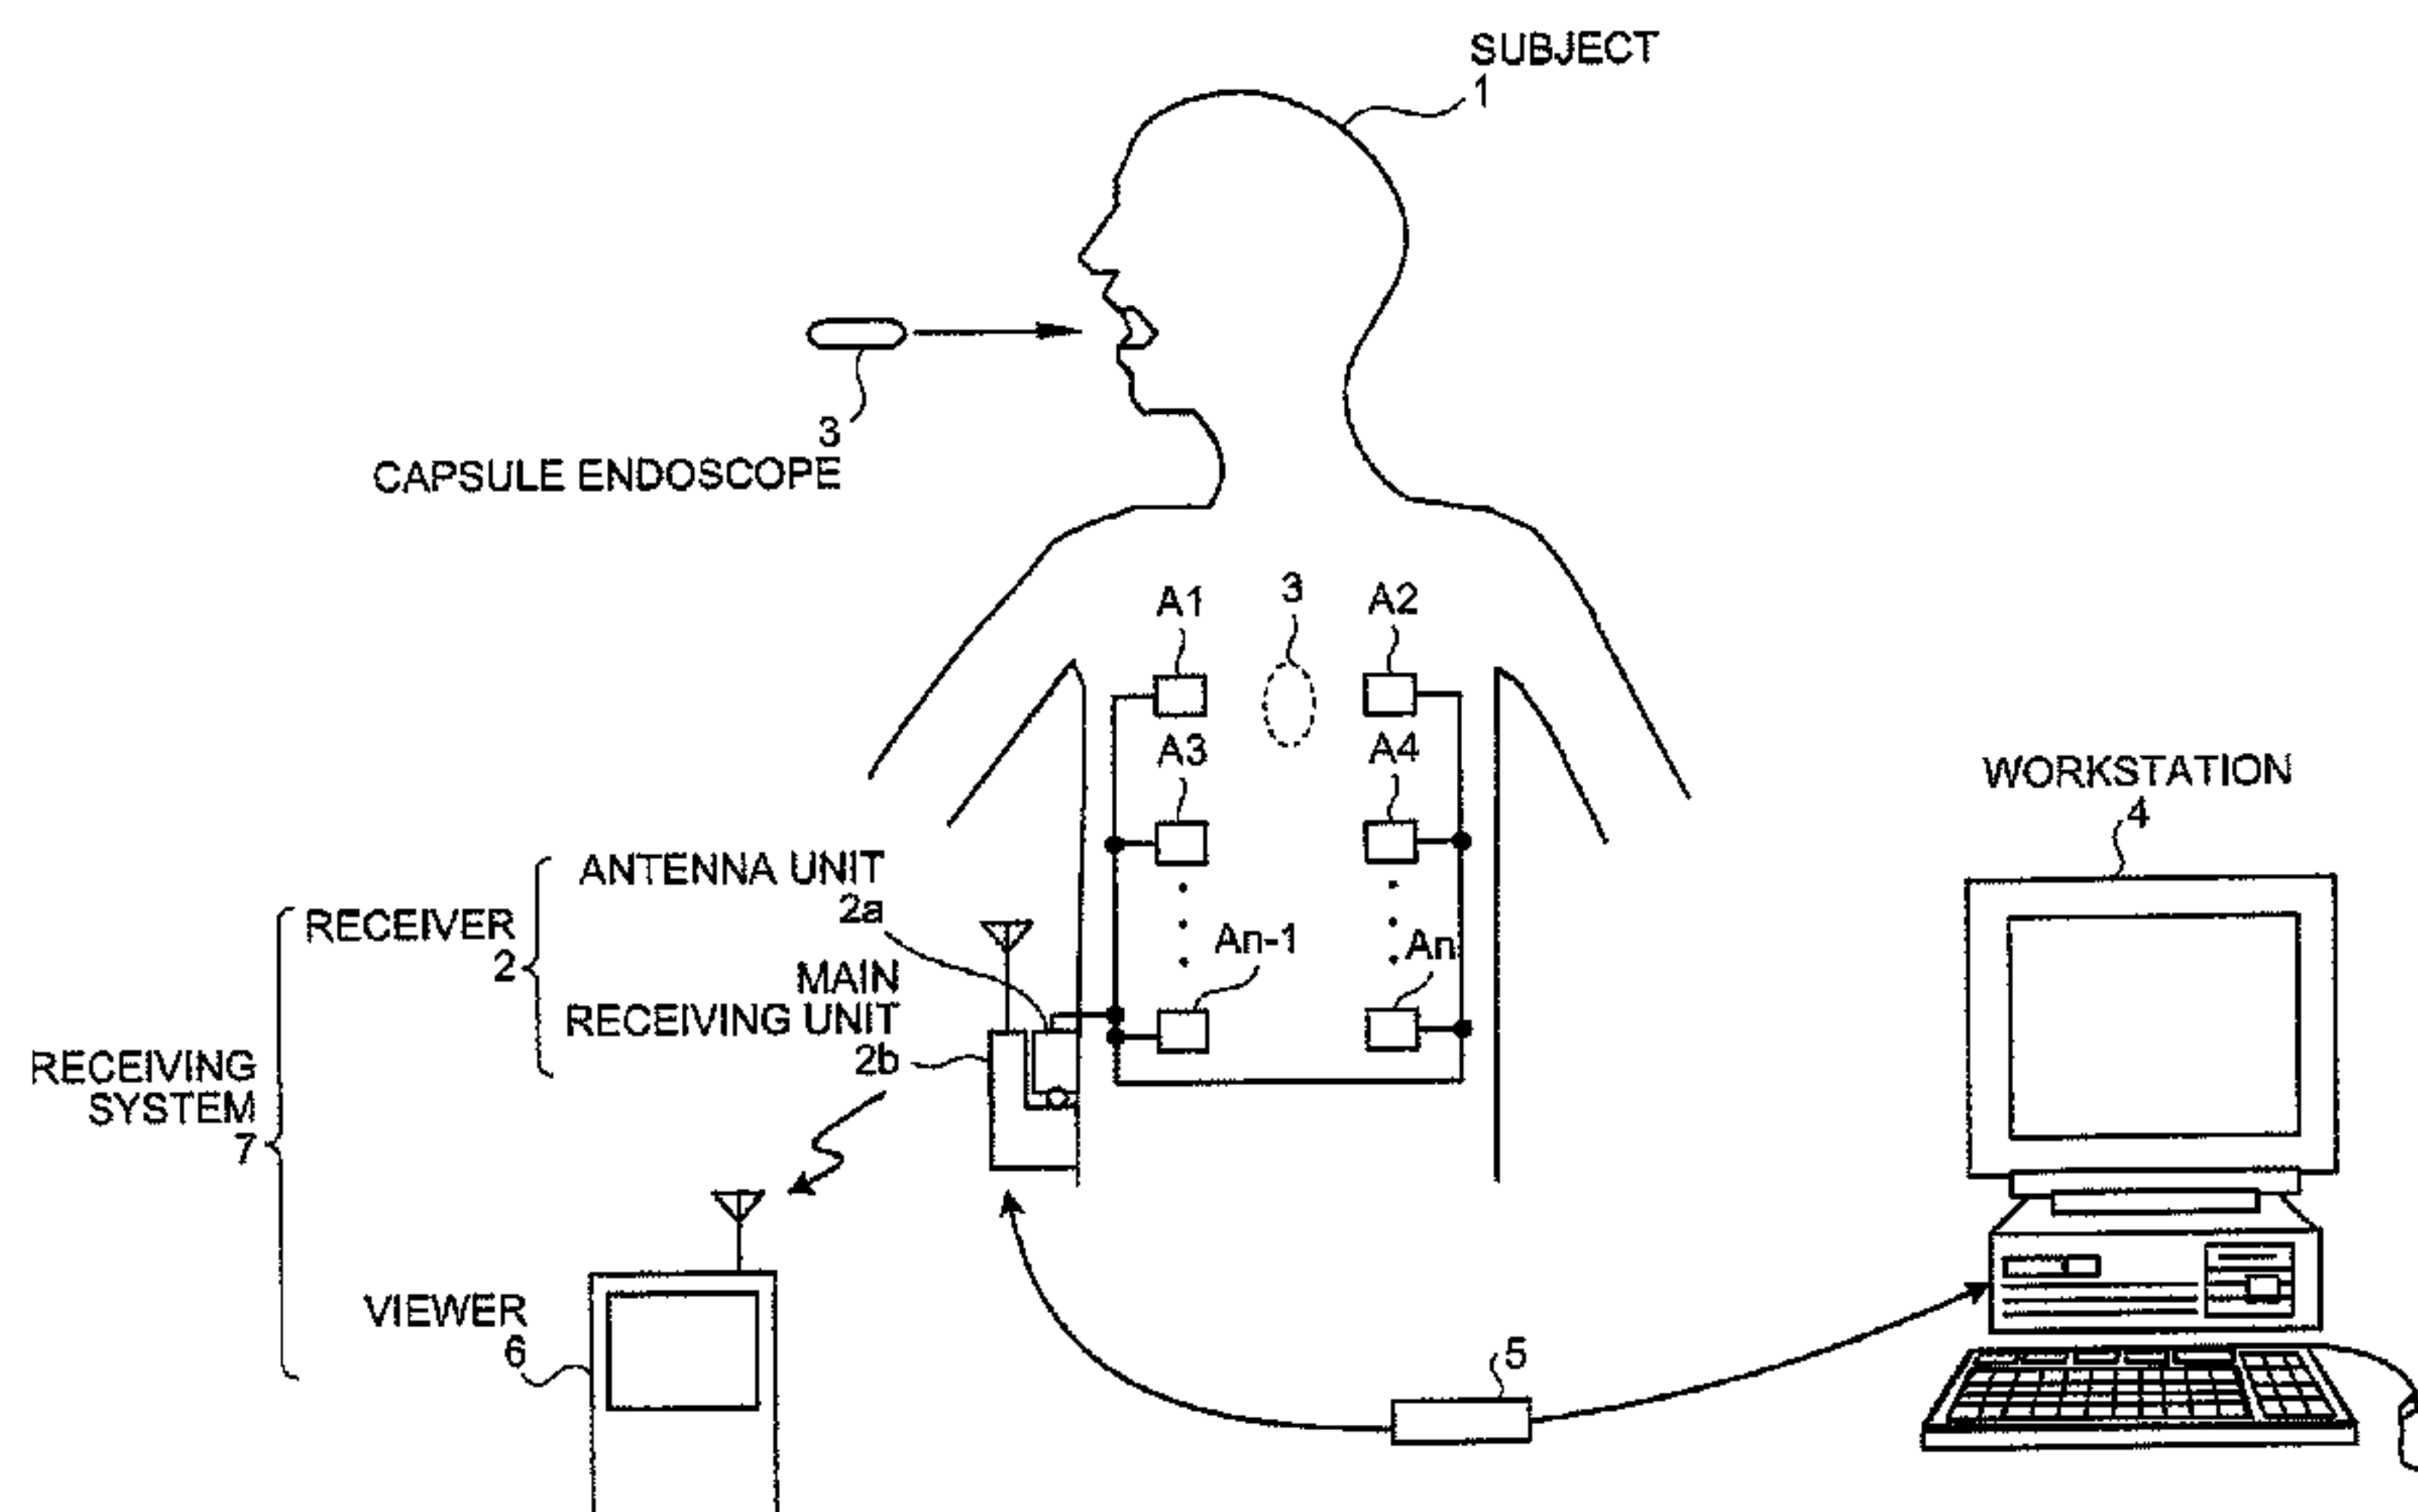 SUBJECT
1
3
CAPSULE ENDOSCOPE
A1
3
A2
A3
A4
WORKSTATION
4
ANTENNA UNIT
2a
RECEIVER
2
An-1
An
MAIN
RECEIVING UNIT
2b
RECEIVING
SYSTEM
7
VIEWER
6
5